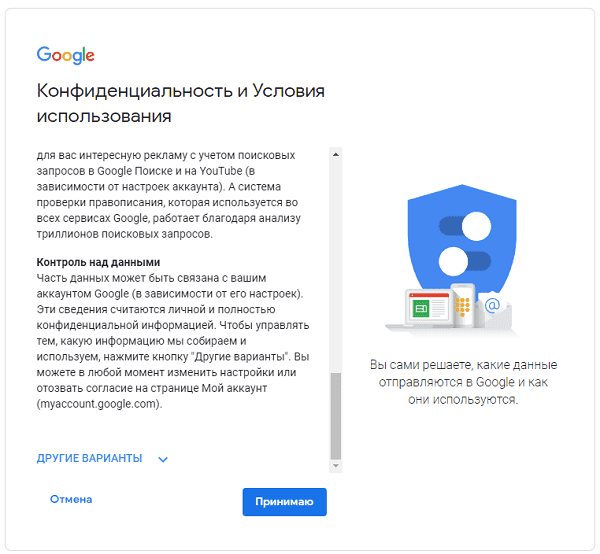 Google
Конфиденциальность и Условия
использования
для вас интересную рекламу с учетом поисковых
запросов в Google Поиске и на YouTube (в
зависимости от настроек аккаунта). А система
проверки правописания, которая используется во
всех сервисах Google, работает благодаря анализу
триллионов поисковых запросов.
Контроль над данными
Часть данных может быть связана с вашим
аккаунтом Google (в зависимости от его настроек).
Эти сведения считаются личной и полностью
конфиденциальной информацией. Чтобы управлять
тем, какую информацию мы собираем и
используем, нажмите кнопку "Другие варианты". Вы
можете в любой момент изменить настройки или
отозвать согласие на странице Мой аккаунт
(myaccount.google.com).
ДРУГИЕ ВАРИАНТЫ
Отмена
Принимаю
@
Вы сами решаете, какие данные
отправляются в Google и как
они используются.